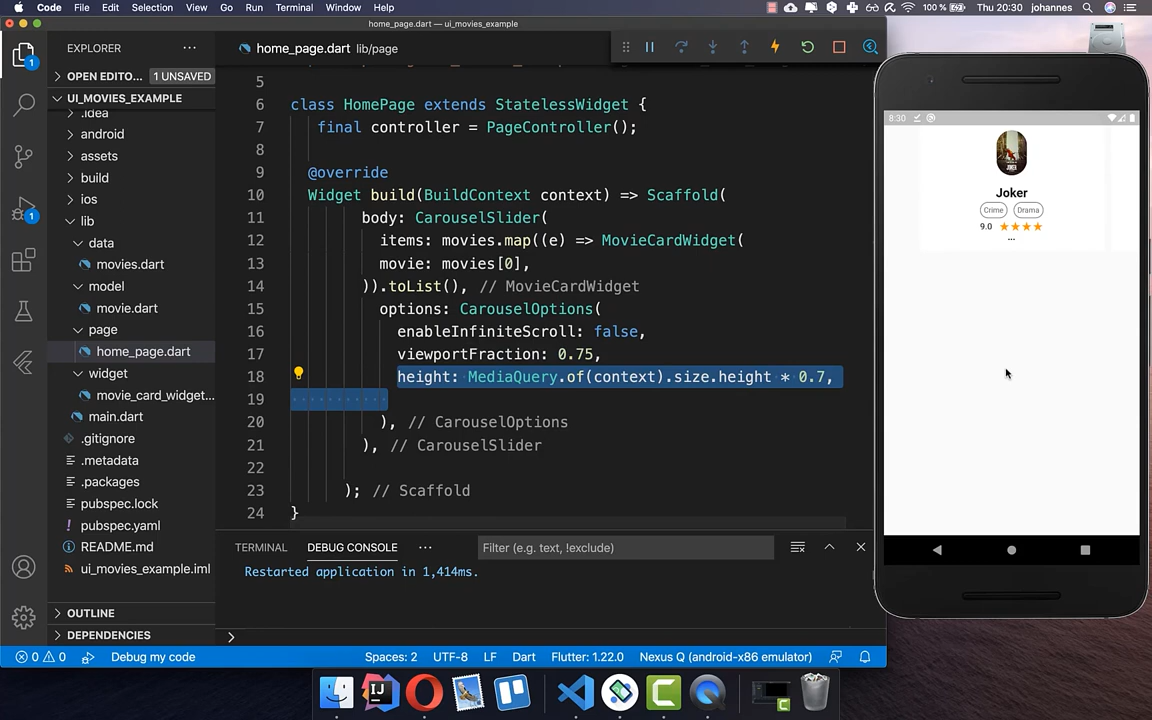 Code File Edit Selection View Go Run Terminal Window Help 100 % Thu 20:30 johannes
home_page.dart — ui_movies_example
EXPLORER
home_page.dart lib/page
OPEN EDITO... 1 UNSAVED
UI_MOVIES_EXAMPLE
.idea
android
assets
build
ios
lib
data
movies.dart
model
movie.dart
page
home_page.dart
widget
movie_card_widget...
main.dart
.gitignore
.metadata
.packages
pubspec.lock
pubspec.yaml
README.md
ui_movies_example.iml
OUTLINE
DEPENDENCIES
1
1
5
6 class HomePage extends StatelessWidget {
7 final controller = PageController();
8
9 @override
10 Widget build(BuildContext context) => Scaffold(
11 body: CarouselSlider(
12 items: movies.map((e) => MovieCardWidget(
13 movie: movies[0],
14 )).toList(), // MovieCardWidget
15 options: CarouselOptions(
16 enableInfiniteScroll: false,
17 viewportFraction: 0.75,
18 height: MediaQuery.of(context).size.height * 0.7,
19
20 ), // CarouselOptions
21 ), // CarouselSlider
22
23 ); // Scaffold
24 }
TERMINAL DEBUG CONSOLE ... Filter (e.g. text, !exclude)
Restarted application in 1,414ms.
0 0 Debug my code Spaces: 2 UTF-8 LF Dart Flutter: 1.22.0 Nexus Q (android-x86 emulator)
8:30
JOKER
Joker
Crime Drama
9.0
...